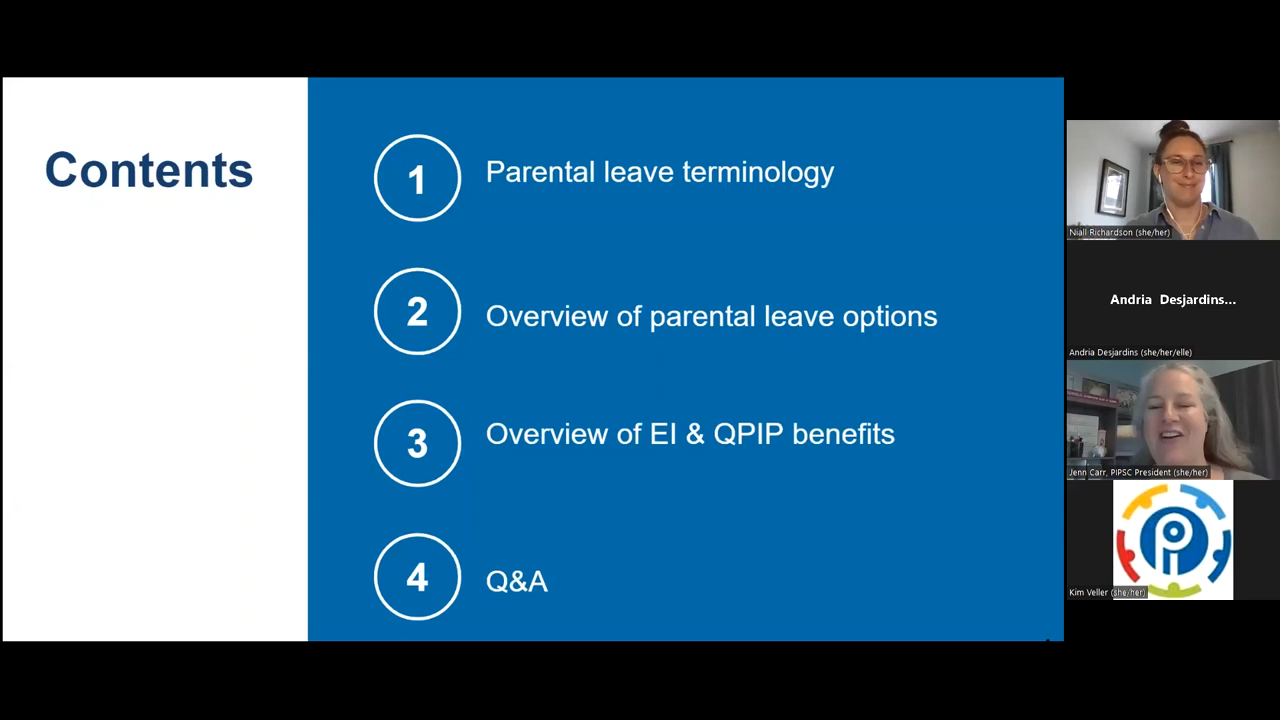 Contents
1
Parental leave terminology
2
Overview of parental leave options
3
Overview of EI & QPIP benefits
4
Q&A
Niall Richardson (she/her)
Andria Desjardins...
Andria Desjardins (she/her/elle)
Jenn Carr, PIPSC President (she/her)
Kim Veller (she/her)